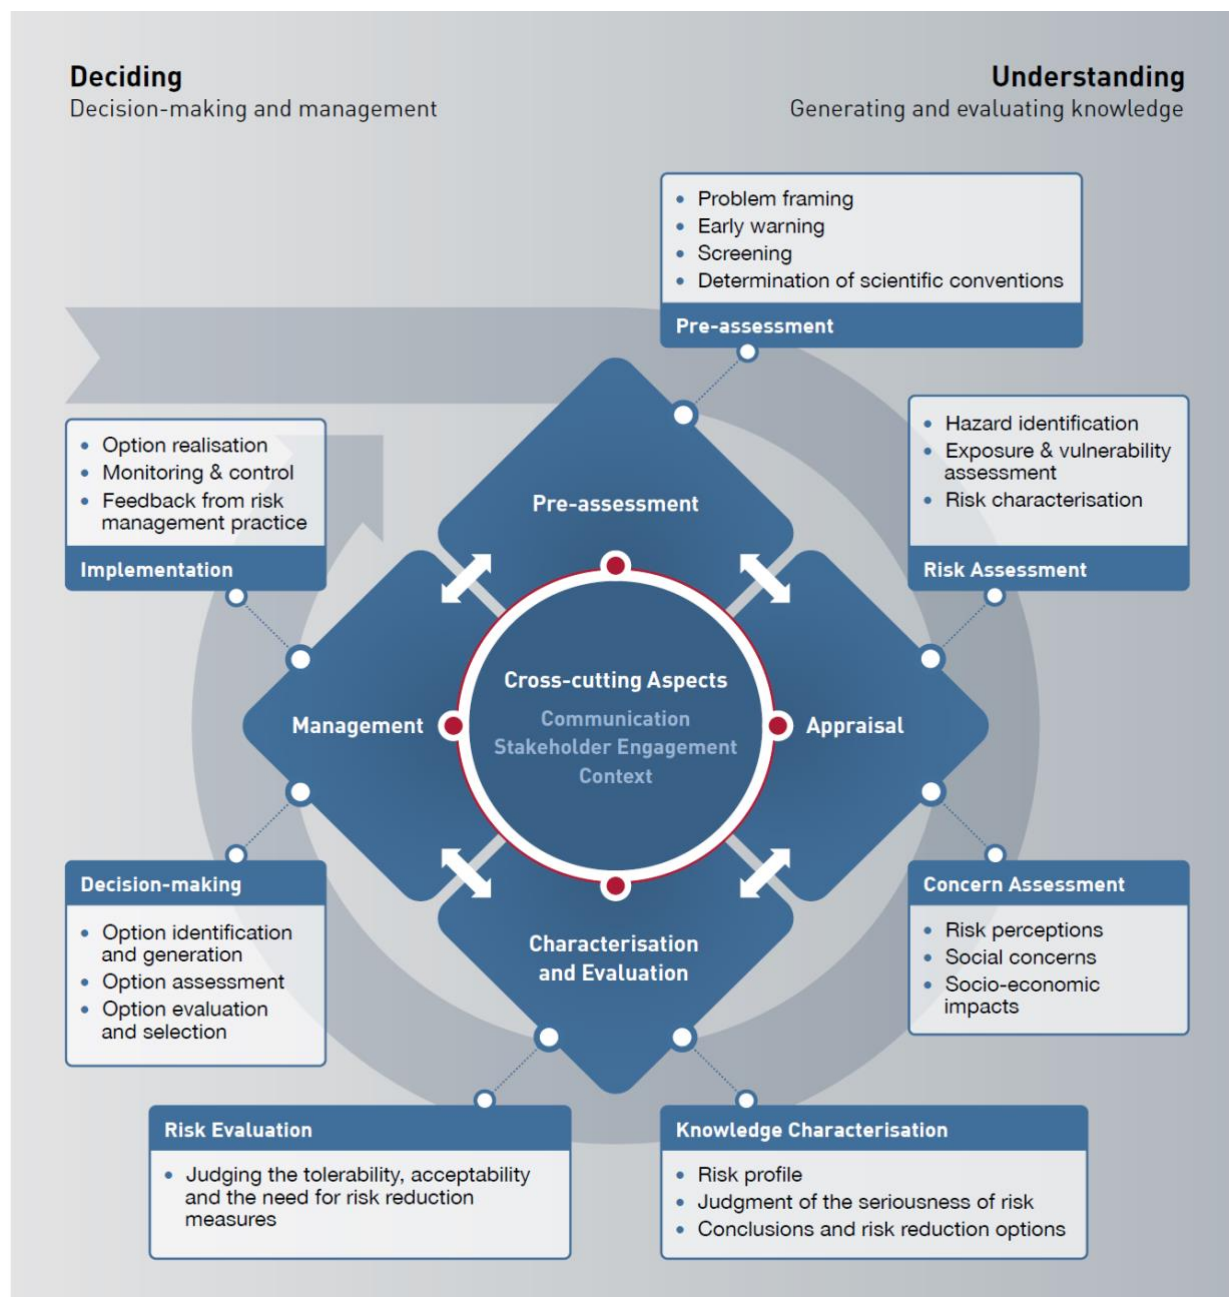 Deciding
Decision-making and management
Understanding
Generating and evaluating knowledge
• Problem framing
• Early warning
• Screening
• Determination of scientific conventions
Pre-assessment
• Option realisation
• Monitoring & control
• Feedback from risk
management practice
Implementation
• Hazard identification
• Exposure & vulnerability
assessment
• Risk characterisation
Risk Assessment
Pre-assessment
Management
Cross-cutting Aspects
Communication
Stakeholder Engagement
Context
Appraisal
Characterisation
and Evaluation
Decision-making
• Option identification
and generation
• Option assessment
• Option evaluation
and selection
Concern Assessment
• Risk perceptions
• Social concerns
• Socio-economic
impacts
Risk Evaluation
• Judging the tolerability, acceptability
and the need for risk reduction
measures
Knowledge Characterisation
• Risk profile
• Judgment of the seriousness of risk
• Conclusions and risk reduction options